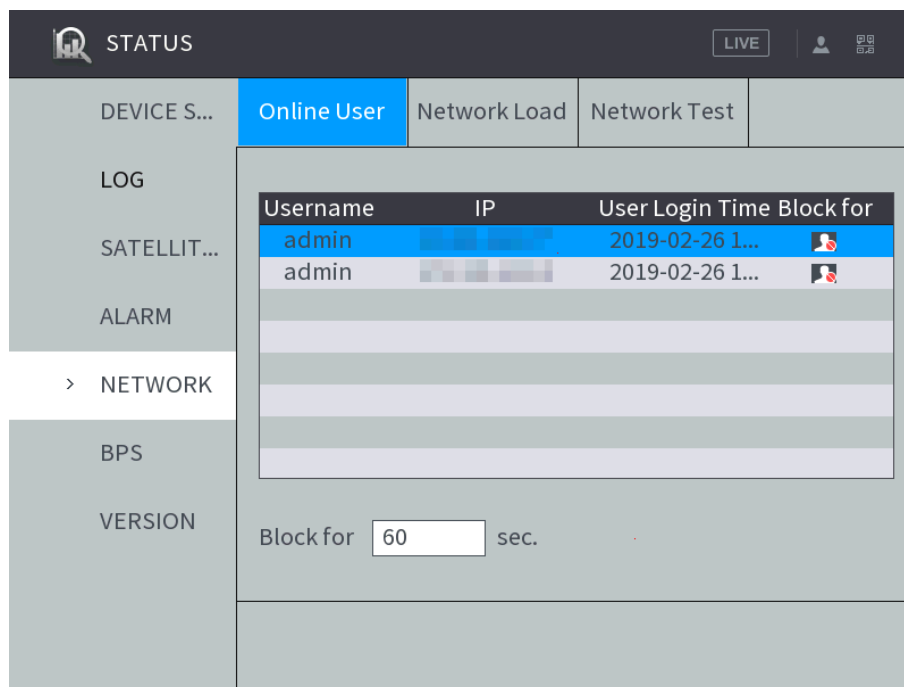 STATUS
LIVE
DEVICE S...
LOG
SATELLIT...
ALARM
> NETWORK
BPS
VERSION
Online User Network Load Network Test
Username IP User Login Time Block for
admin 2019-02-26 1...
admin 2019-02-26 1...
Block for 60 sec.